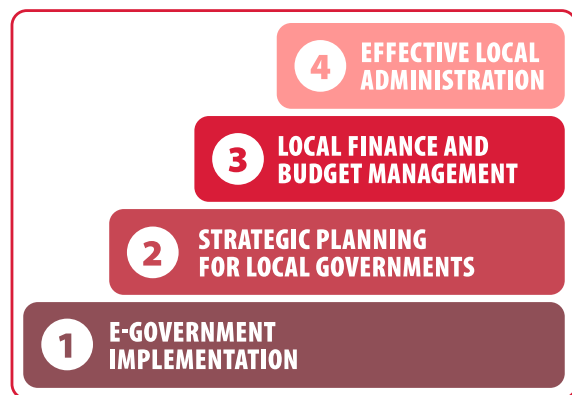 4
EFFECTIVE LOCAL
ADMINISTRATION
3
LOCAL FINANCE AND
BUDGET MANAGEMENT
2
STRATEGIC PLANNING
FOR LOCAL GOVERNMENTS
1
E-GOVERNMENT
IMPLEMENTATION